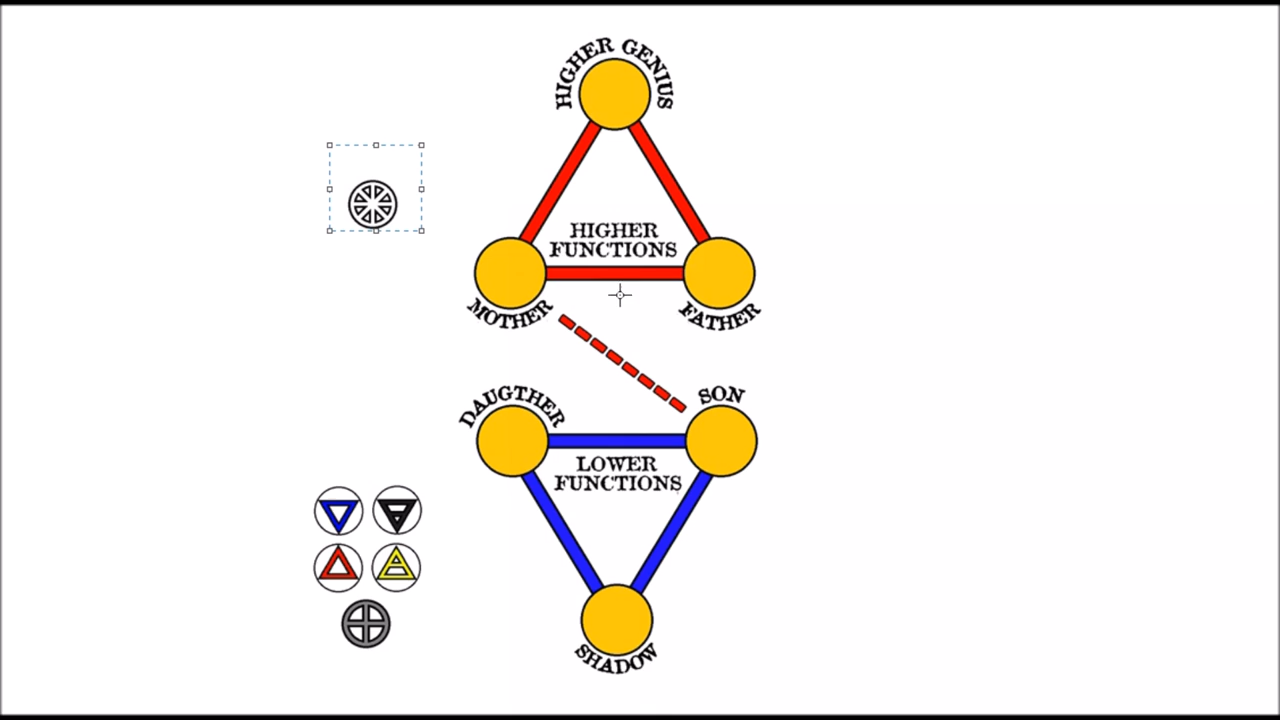 HIGHER GENIUS
HIGHER
FUNCTIONS
MOTHER
FATHER
DAUGTHER
SON
LOWER
FUNCTIONS
SHADOW